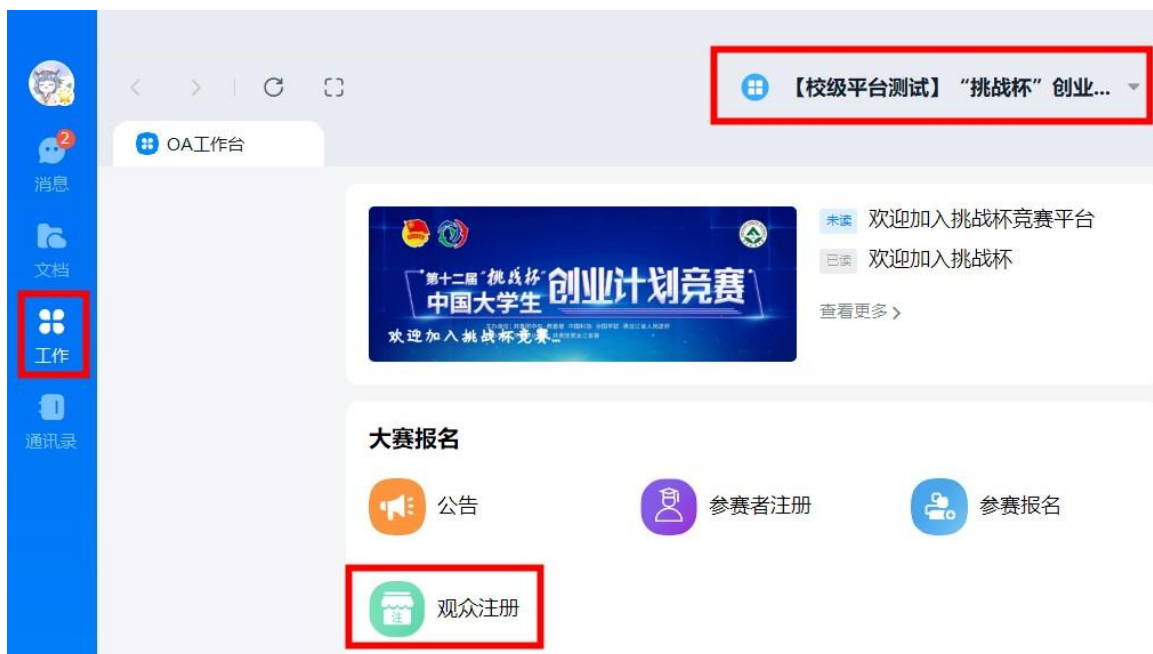 【校级平台测试】 “挑战杯”创业...
OA工作台
2
消息
文档
工作
通讯录
第十二届“挑战杯”
中国大学生
创业计划竞赛
欢迎加入挑战杯竞赛...
未读 欢迎加入挑战杯竞赛平台
已读 欢迎加入挑战杯
查看更多 >
大赛报名
公告 参赛者注册 参赛报名
注
观众注册